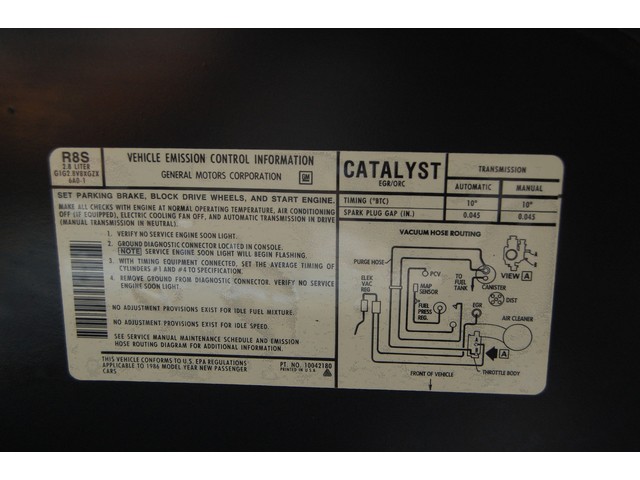 R8S
2.8 LITER
G1G2.8V8XGZX
6A0-1
VEHICLE EMISSION CONTROL INFORMATION
GENERAL MOTORS CORPORATION
GM
SET PARKING BRAKE, BLOCK DRIVE WHEELS, AND START ENGINE.
MAKE ALL CHECKS WITH ENGINE AT NORMAL OPERATING TEMPERATURE, AIR CONDITIONING
OFF (IF EQUIPPED), ELECTRIC COOLING FAN OFF, AND AUTOMATIC TRANSMISSION IN DRIVE
(MANUAL TRANSMISSION IN NEUTRAL).
1. VERIFY NO SERVICE ENGINE SOON LIGHT.
2. GROUND DIAGNOSTIC CONNECTOR LOCATED IN CONSOLE.
NOTE SERVICE ENGINE SOON LIGHT WILL BEGIN FLASHING.
3. WITH TIMING EQUIPMENT CONNECTED, SET THE AVERAGE TIMING OF
CYLINDERS #1 AND #4 TO SPECIFICATION.
4. REMOVE GROUND FROM DIAGNOSTIC CONNECTOR. VERIFY NO SERVICE
ENGINE SOON LIGHT.
NO ADJUSTMENT PROVISIONS EXIST FOR IDLE FUEL MIXTURE.
NO ADJUSTMENT PROVISIONS EXIST FOR IDLE SPEED.
SEE SERVICE MANUAL MAINTENANCE SCHEDULE AND EMISSION
HOSE ROUTING DIAGRAM FOR ADDITIONAL INFORMATION.
THIS VEHICLE CONFORMS TO U.S. EPA REGULATIONS
APPLICABLE TO 1986 MODEL YEAR NEW PASSENGER
CARS
PT. NO. 10042180
PRINTED IN U.S.A.
CATALYST
EGR/ORC
TRANSMISSION
AUTOMATIC MANUAL
TIMING (°BTC) 10° 10°
SPARK PLUG GAP (IN.) 0.045 0.045
VACUUM HOSE ROUTING
PURGE HOSE
ELEK
VAC
REG
PCV
MAP
SENSOR
FUEL
PRESS
REG.
TO
FUEL
TANK
CANISTER
VIEW A
DIST
EGR
AIR CLEANER
A
THROTTLE BODY
FRONT OF VEHICLE